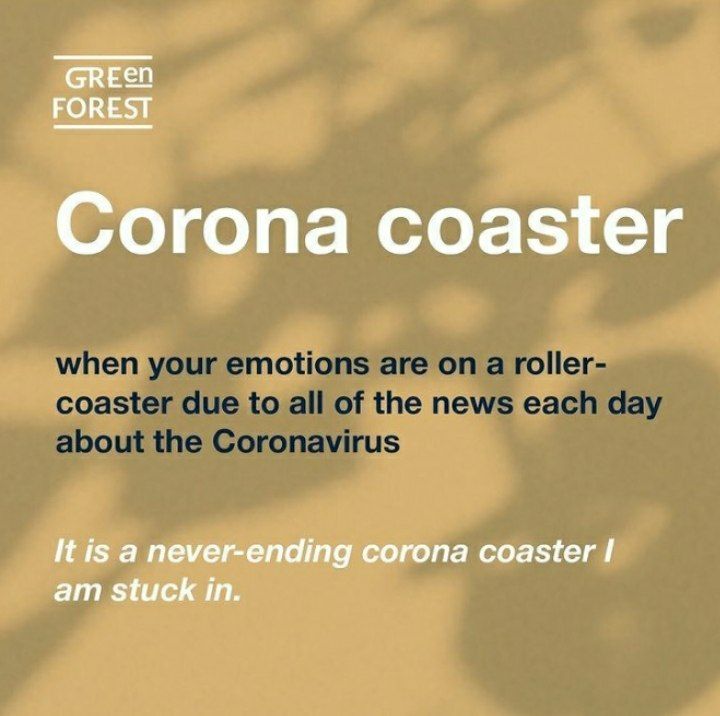 GREen
FOREST
Corona coaster
when your emotions are on a roller-
coaster due to all of the news each day
about the Coronavirus
It is a never-ending corona coaster I
am stuck in.